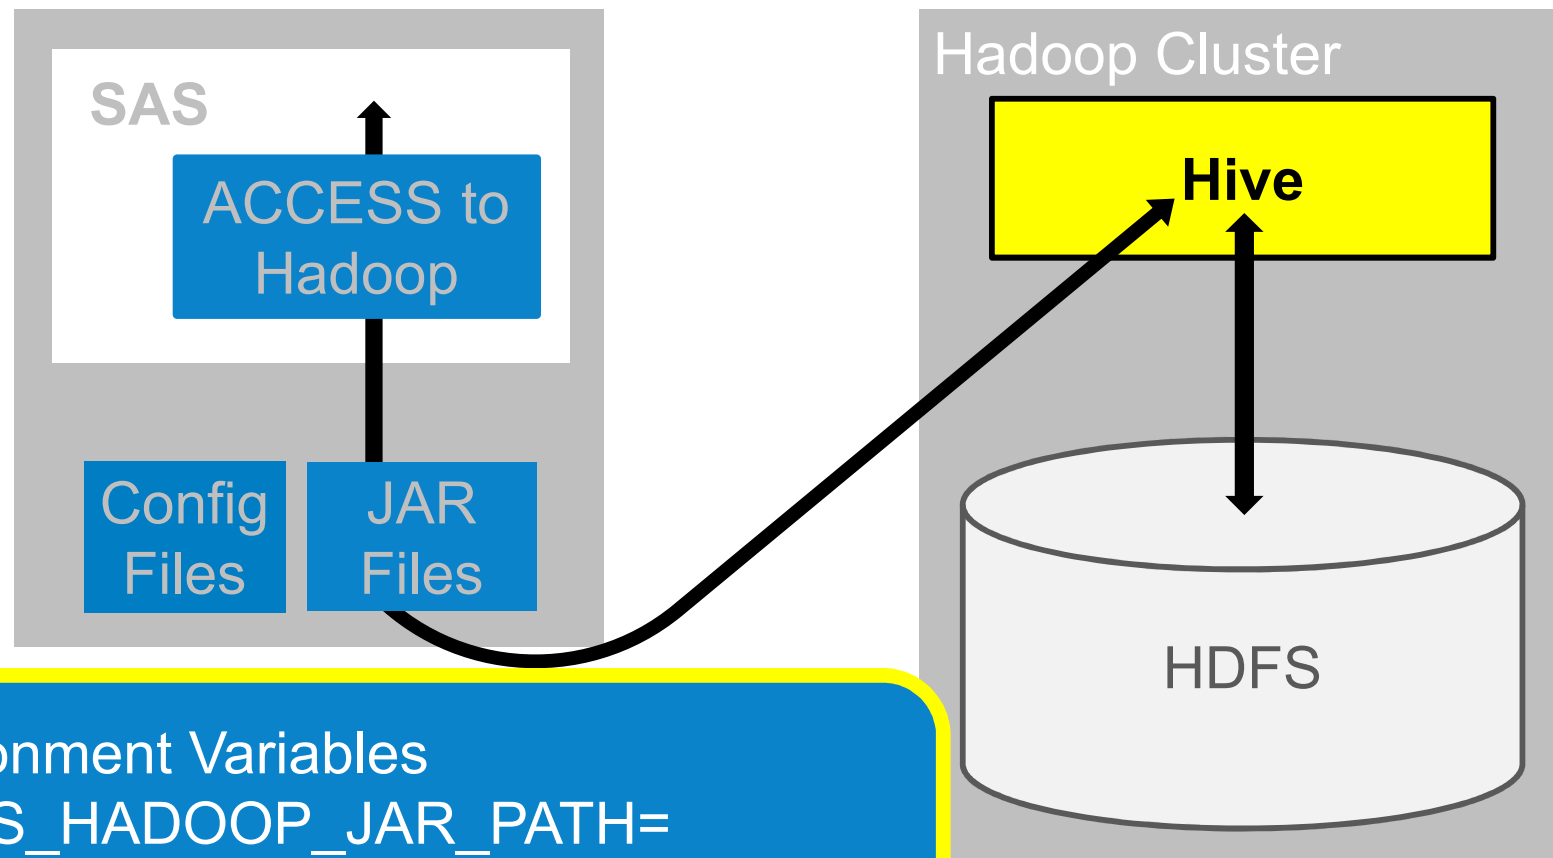 SAS
ACCESS to
Hadoop
Config
Files
JAR
Files
Hadoop Cluster
Hive
HDFS
onment Variables
S_HADOOP_JAR_PATH=